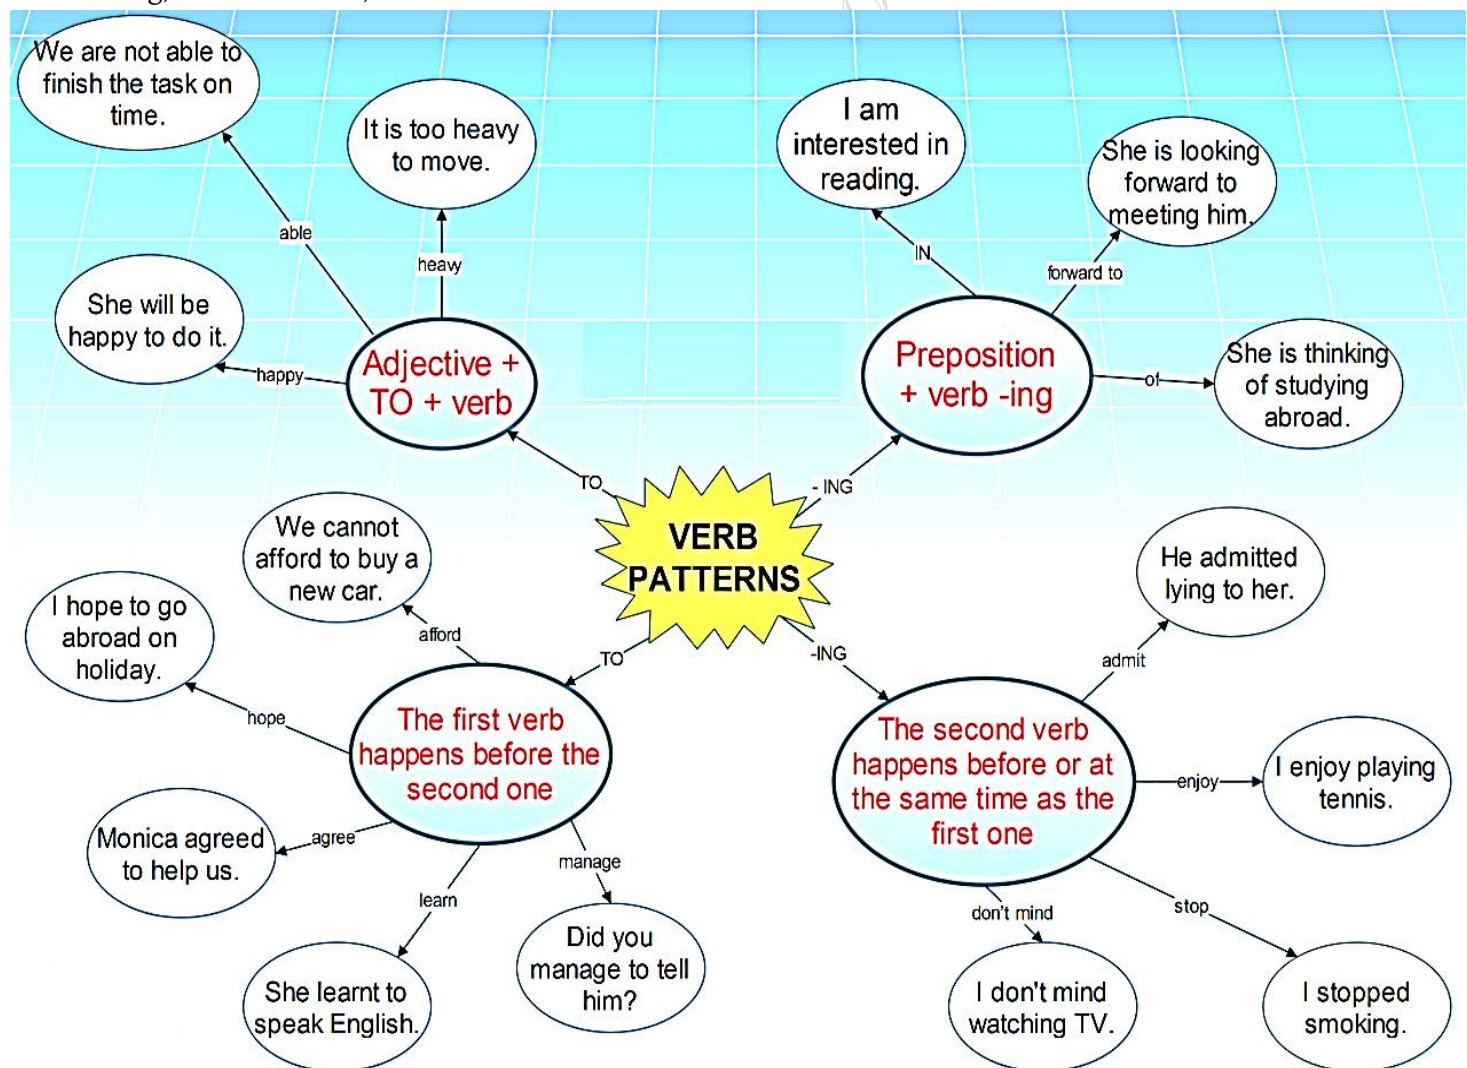 We are not able to
finish the task on
time.
It is too heavy
to move.
able
heavy
She will be
happy to do it.
happy
Adjective +
TO + verb
TO
I am
interested in
reading.
She is looking
forward to
meeting him.
IN
forward to
Preposition
+ verb -ing
of
She is thinking
of studying
abroad.
- ING
VERB
PATTERNS
We cannot
afford to buy a
new car.
I hope to go
abroad on
holiday.
afford
TO
hope
The first verb
happens before the
second one
Monica agreed
to help us.
agree
learn
manage
She learnt to
speak English.
Did you
manage to tell
him?
-ING
He admitted
lying to her.
admit
The second verb
happens before or at
the same time as the
first one
enjoy
I enjoy playing
tennis.
don't mind
stop
I don't mind
watching TV.
I stopped
smoking.